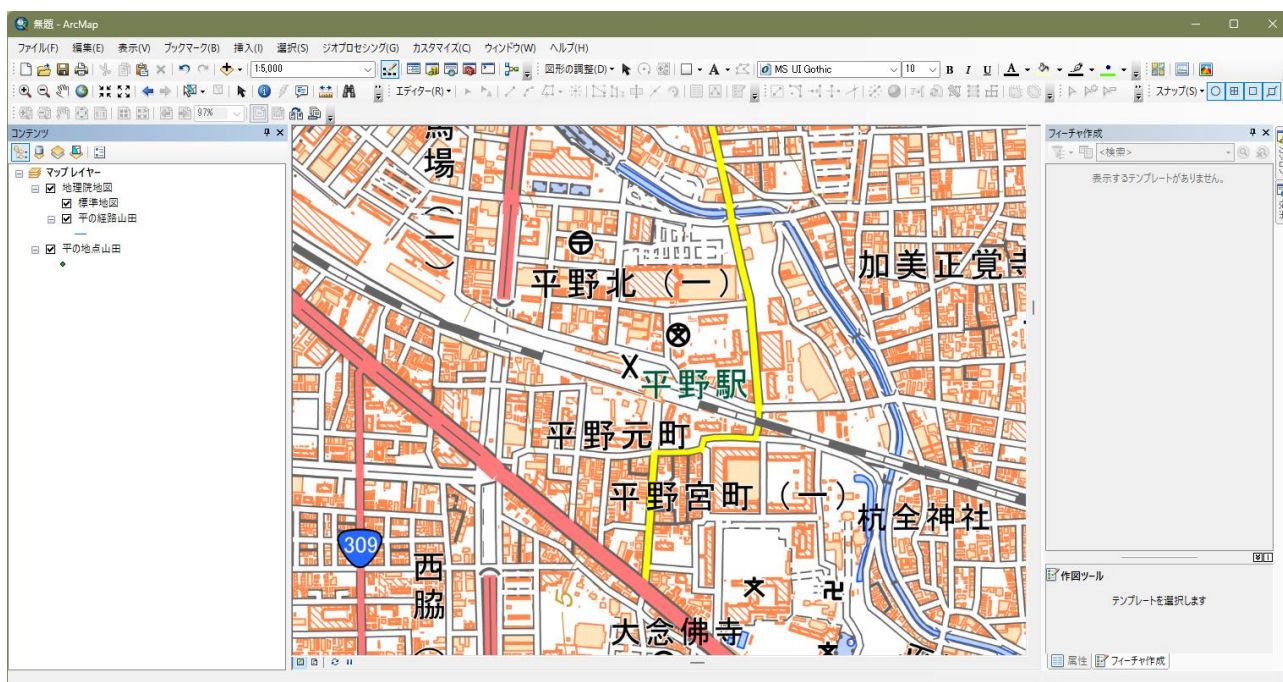 無題 - ArcMap
ファイル(F) 編集(E) 表示(V) ブックマーク(B) 挿入(I) 選択(S) ジオプロセシング(G) カスタマイズ(C) ウィンドウ(W) ヘルプ(H)
1:5,000 図形の調整(D) A MS UI Gothic 10 B I U A
エディター(R) スナップ(S)
97%
コンテンツ
マップ レイヤー
地理院地図
標準地図
平の経路山田
平の地点山田
馬場(一)
平野北(一)
加美正覚寺
平野駅
平野元町
平野宮町(一)
杭全神社
309
西脇
大念佛寺
フィーチャ作成
<検索>
表示するテンプレートがありません。
作図ツール
テンプレートを選択します
属性 フィーチャ作成